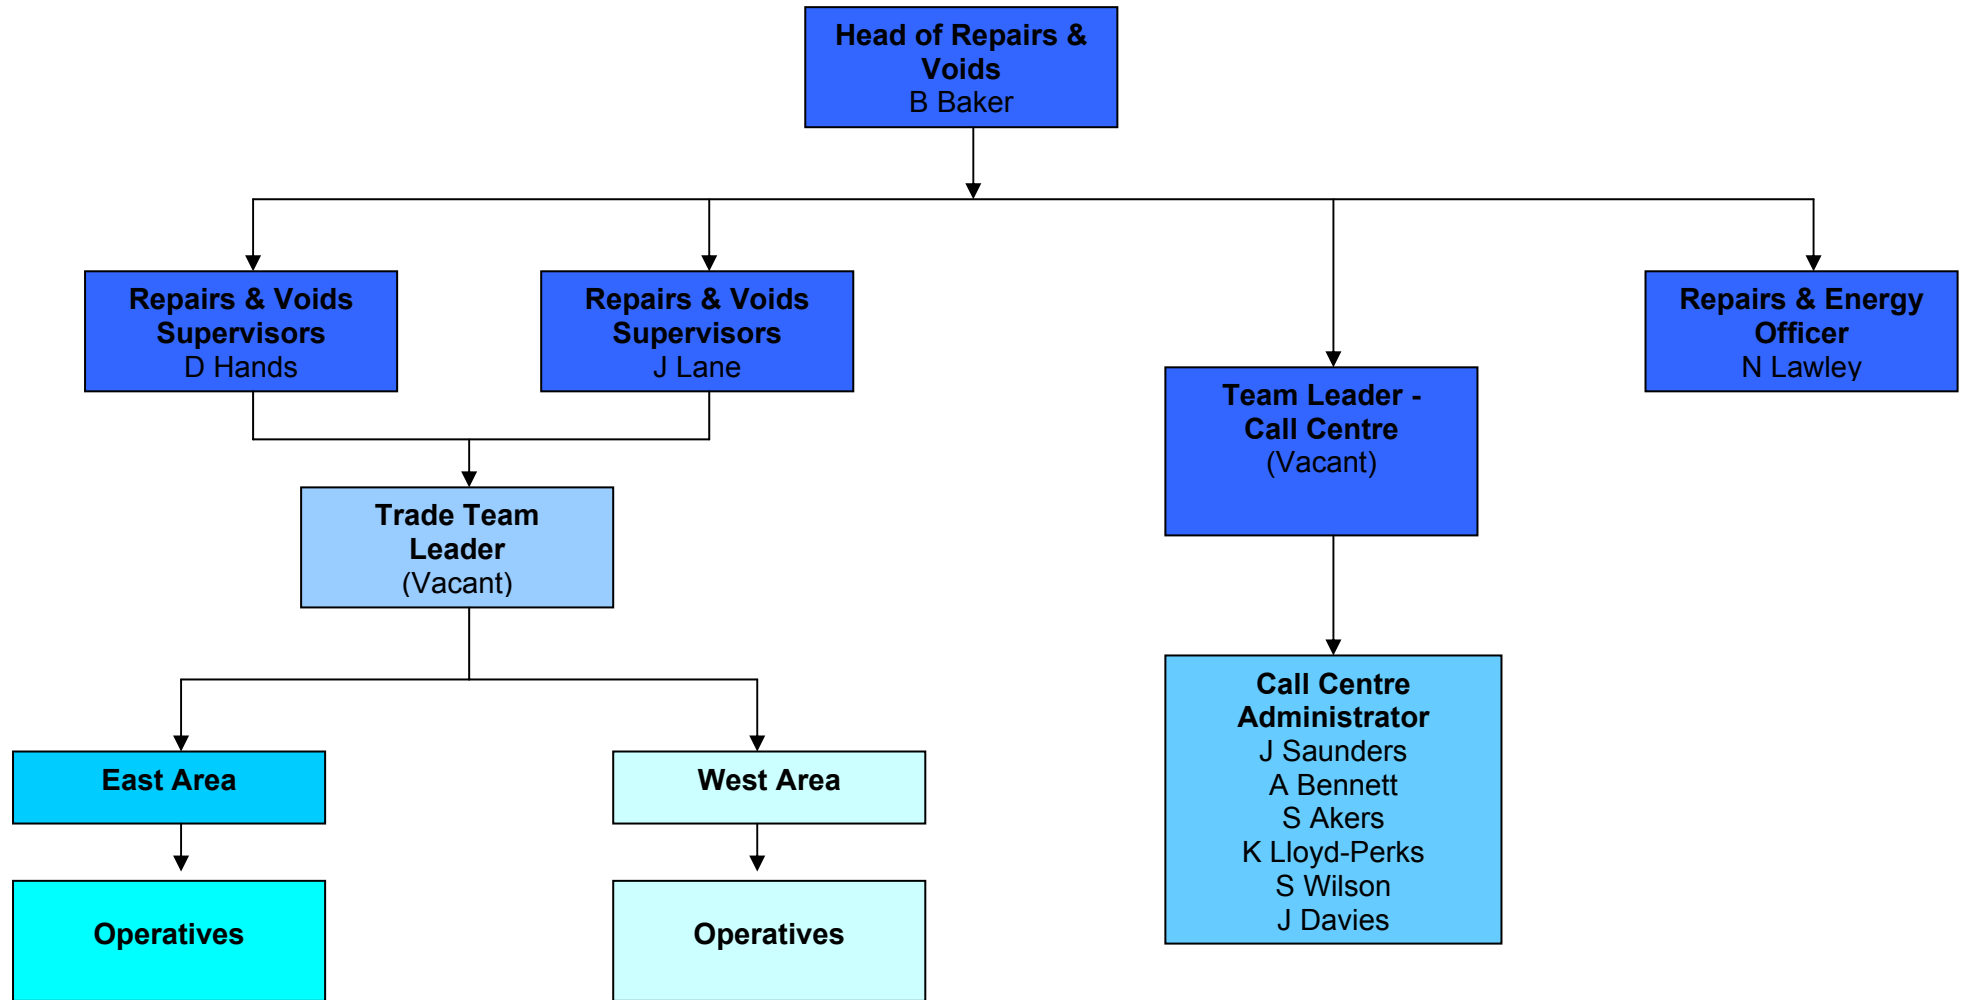 Head of Repairs &
Voids
B Baker
Repairs & Voids
Supervisors
D Hands
Repairs & Voids
Supervisors
J Lane
Team Leader -
Call Centre
(Vacant)
Repairs & Energy
Officer
N Lawley
Trade Team
Leader
(Vacant)
Call Centre
Administrator
J Saunders
A Bennett
S Akers
K Lloyd-Perks
S Wilson
J Davies
East Area
West Area
Operatives
Operatives